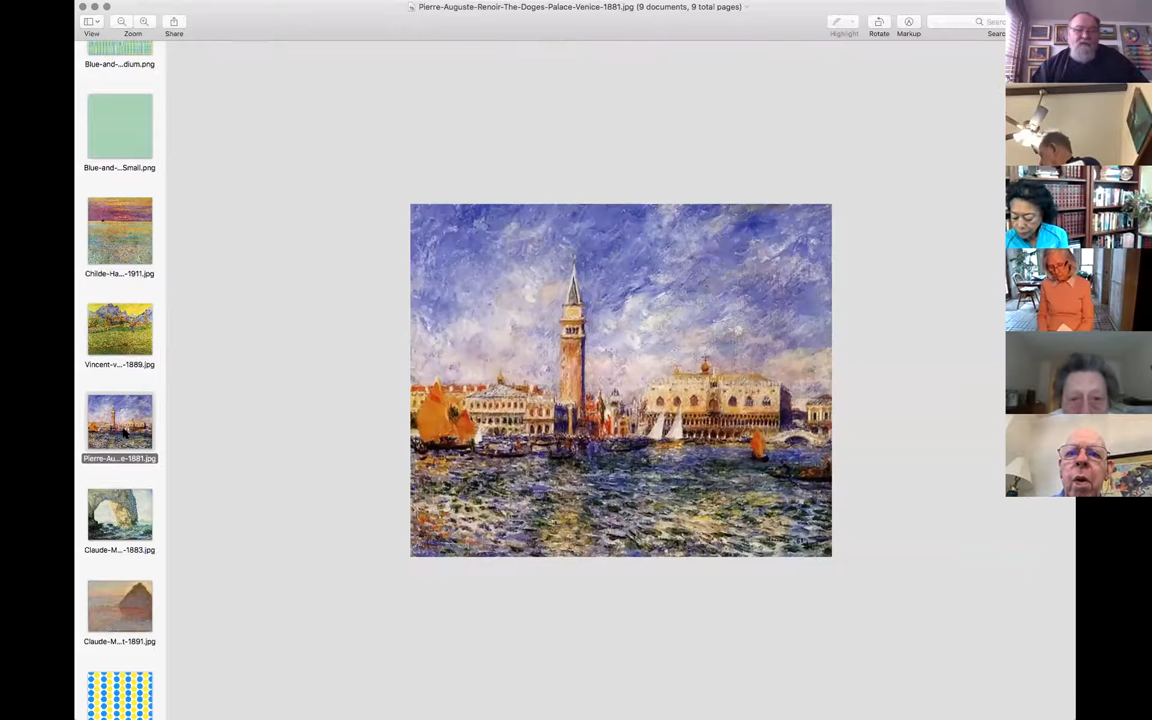 Pierre-Auguste-Renoir-The-Doges-Palace-Venice-1881.jpg (9 documents, 9 total pages)
View
Zoom
Share
Highlight
Rotate
Markup
Searc
Searc
Blue-and-...dium.png
Blue-and-...Small.png
Childe-Ha...-1911.jpg
Vincent-v...-1889.jpg
Pierre-Au...e-1881.jpg
Claude-M...-1883.jpg
Claude-M...t-1891.jpg